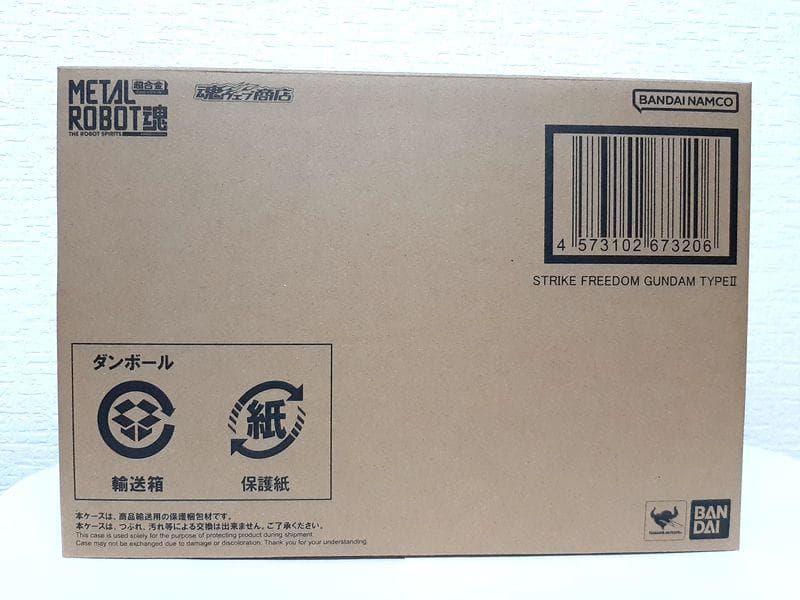 METAL 超合金
ROBOT魂
THE ROBOT SPIRITS
魂ウェブ商店
BANDAI NAMCO
4 573102 673206
STRIKE FREEDOM GUNDAM TYPEⅡ
ダンボール
紙
輸送箱
保護紙
本ケースは、商品輸送用の保護梱包材です。
本ケースは、つぶれ、汚れ等による交換は出来ません。ご了承ください。
This case is used solely for the purpose of protecting product during shipment.
Case may not be exchanged due to damage or discoloration. Thank you for your understanding.
BAN
DAI